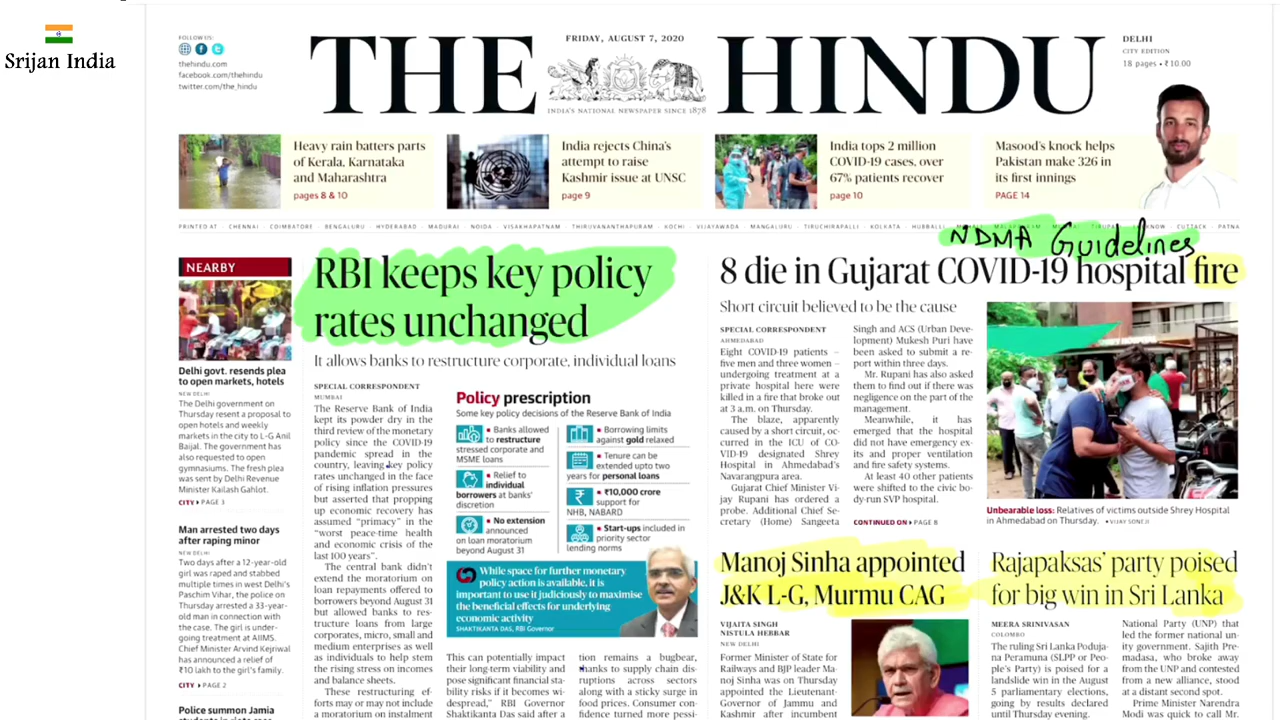 Srijan India
FOLLOW US:
thehindu.com
facebook.com/thehindu
twitter.com/the_hindu
THE HINDU
FRIDAY, AUGUST 7, 2020
INDIA'S NATIONAL NEWSPAPER SINCE 1878
DELHI
CITY EDITION
18 pages • ₹10.00
Heavy rain batters parts
of Kerala, Karnataka
and Maharashtra
pages 8 & 10
India rejects China's
attempt to raise
Kashmir issue at UNSC
page 9
India tops 2 million
COVID-19 cases, over
67% patients recover
page 10
Masood's knock helps
Pakistan make 326 in
its first innings
PAGE 14
PRINTED AT · CHENNAI · COIMBATORE · BENGALURU · HYDERABAD · MADURAI · NOIDA · VISAKHAPATNAM · THIRUVANANTHAPURAM · KOCHI · VIJAYAWADA · MANGALURU · TIRUCHIRAPALLI · KOLKATA · HUBBALLI · CUTTACK · PATNA
NDMA Guidelines
NEARBY
Delhi govt. resends plea
to open markets, hotels
NEW DELHI
The Delhi government on
Thursday resent a proposal to
open hotels and weekly
markets in the city to L-G Anil
Baijal. The government has
also requested to open
gymnasiums. The fresh plea
was sent by Delhi Revenue
Minister Kailash Gahlot.
CITY ▸ PAGE 3
Man arrested two days
after raping minor
NEW DELHI
Two days after a 12-year-old
girl was raped and stabbed
multiple times in west Delhi's
Paschim Vihar, the police on
Thursday arrested a 33-year-
old man in connection with
the case. The girl is under-
going treatment at AIIMS.
Chief Minister Arvind Kejriwal
has announced a relief of
₹10 lakh to the girl's family.
CITY ▸ PAGE 2
Police summon Jamia
RBI keeps key policy
rates unchanged
It allows banks to restructure corporate, individual loans
SPECIAL CORRESPONDENT
MUMBAI
The Reserve Bank of India
kept its powder dry in the
third review of the monetary
policy since the COVID-19
pandemic spread in the
country, leaving key policy
rates unchanged in the face
of rising inflation pressures
but asserted that propping
up economic recovery has
assumed "primacy" in the
"worst peace-time health
and economic crisis of the
last 100 years".
The central bank didn't
extend the moratorium on
loan repayments offered to
borrowers beyond August 31
but allowed banks to re-
structure loans from large
corporates, micro, small and
medium enterprises as well
as individuals to help stem
the rising stress on incomes
and balance sheets.
These restructuring ef-
forts may or may not include
a moratorium on instalment
Policy prescription
Some key policy decisions of the Reserve Bank of India
Banks allowed
to restructure
stressed corporate and
MSME loans
Relief to
individual
borrowers at banks'
discretion
No extension
announced
on loan moratorium
beyond August 31
Borrowing limits
against gold relaxed
Tenure can be
extended upto two
years for personal loans
₹10,000 crore
support for
NHB, NABARD
Start-ups included in
priority sector
lending norms
While space for further monetary
policy action is available, it is
important to use it judiciously to maximise
the beneficial effects for underlying
economic activity
SHAKTIKANTA DAS, RBI Governor
This can potentially impact
their long-term viability and
pose significant financial sta-
bility risks if it becomes wi-
despread," RBI Governor
Shaktikanta Das said after a
tion remains a bugbear,
thanks to supply chain dis-
ruptions across sectors
along with a sticky surge in
food prices. Consumer con-
fidence turned more pessi-
8 die in Gujarat COVID-19 hospital fire
Short circuit believed to be the cause
SPECIAL CORRESPONDENT
AHMEDABAD
Eight COVID-19 patients –
five men and three women –
undergoing treatment at a
private hospital here were
killed in a fire that broke out
at 3 a.m. on Thursday.
The blaze, apparently
caused by a short circuit, oc-
curred in the ICU of CO-
VID-19 designated Shrey
Hospital in Ahmedabad's
Navarangpura area.
Gujarat Chief Minister Vi-
jay Rupani has ordered a
probe. Additional Chief Se-
cretary (Home) Sangeeta
Singh and ACS (Urban Deve-
lopment) Mukesh Puri have
been asked to submit a re-
port within three days.
Mr. Rupani has also asked
them to find out if there was
negligence on the part of the
management.
Meanwhile, it has
emerged that the hospital
did not have emergency ex-
its and proper ventilation
and fire safety systems.
At least 40 other patients
were shifted to the civic bo-
dy-run SVP hospital.
CONTINUED ON ▸ PAGE 8
Unbearable loss: Relatives of victims outside Shrey Hospital
in Ahmedabad on Thursday. • VIJAY SONEJI
Manoj Sinha appointed
J&K L-G, Murmu CAG
VIJAITA SINGH
NISTULA HEBBAR
NEW DELHI
Former Minister of State for
Railways and BJP leader Ma-
noj Sinha was on Thursday
appointed the Lieutenant-
Governor of Jammu and
Kashmir after incumbent
Rajapaksas' party poised
for big win in Sri Lanka
MEERA SRINIVASAN
COLOMBO
The ruling Sri Lanka Poduja-
na Peramuna (SLPP or Peo-
ple's Party) is poised for a
landslide win in the August
5 parliamentary elections,
going by results declared
until Thursday evening.
National Party (UNP) that
led the former national un-
ity government. Sajith Pre-
madasa, who broke away
from the UNP and contested
from a new alliance, stood
at a distant second spot.
Prime Minister Narendra
Modi was quick to call Mr.